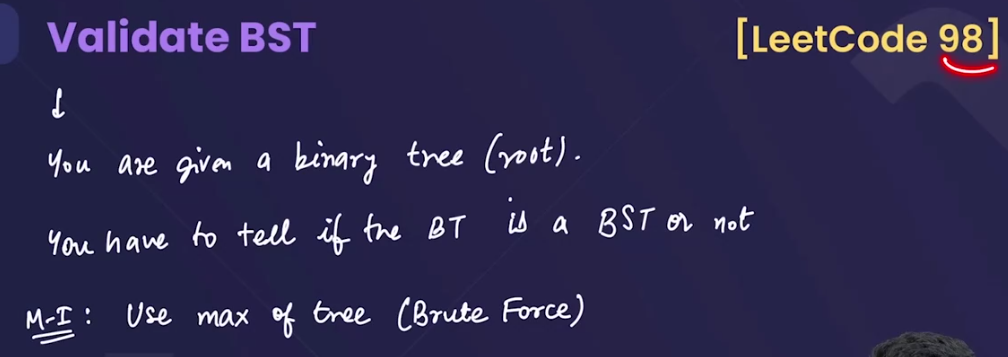 Validate BST [LeetCode 98]
You are given a binary tree (root).
You have to tell if the BT is a BST or not
M-I : Use max of tree (Brute Force)